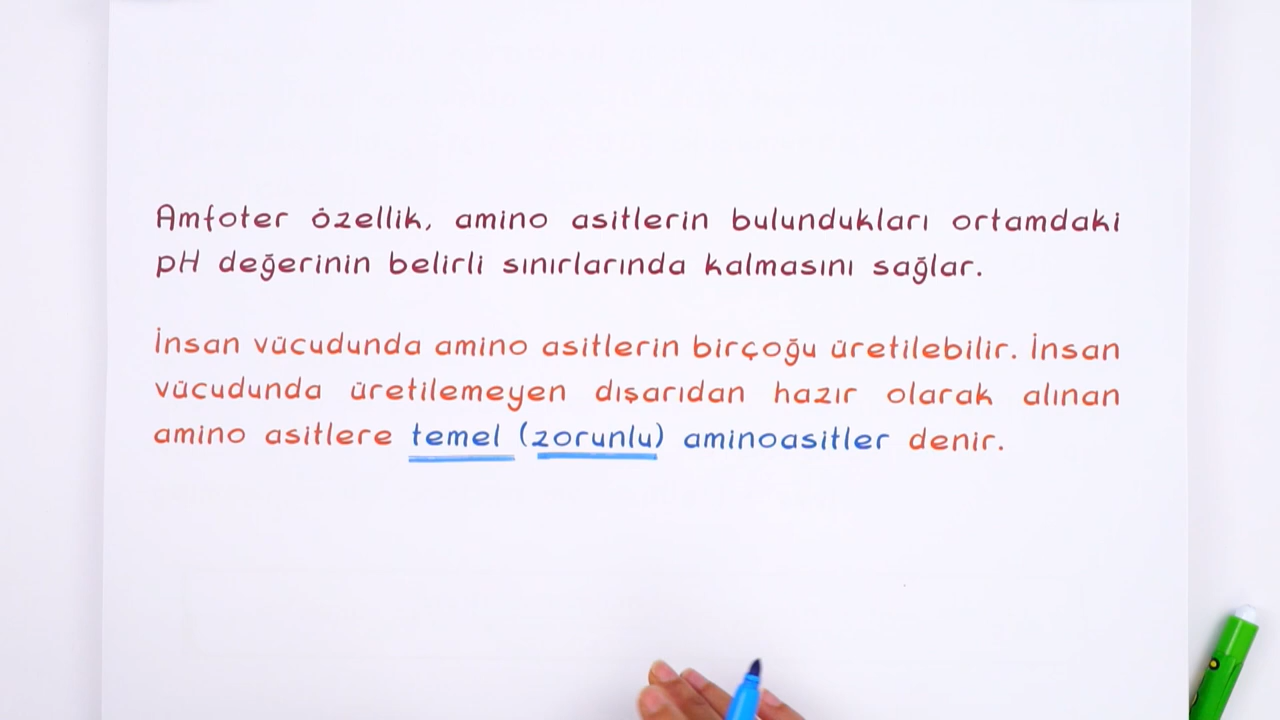 Amfoter özellik, amino asitlerin bulundukları ortamdaki
pH değerinin belirli sınırlarında kalmasını sağlar.
İnsan vücudunda amino asitlerin birçoğu üretilebilir. İnsan
vücudunda üretilemeyen dışarıdan hazır olarak alınan
amino asitlere temel (zorunlu) aminoasitler denir.